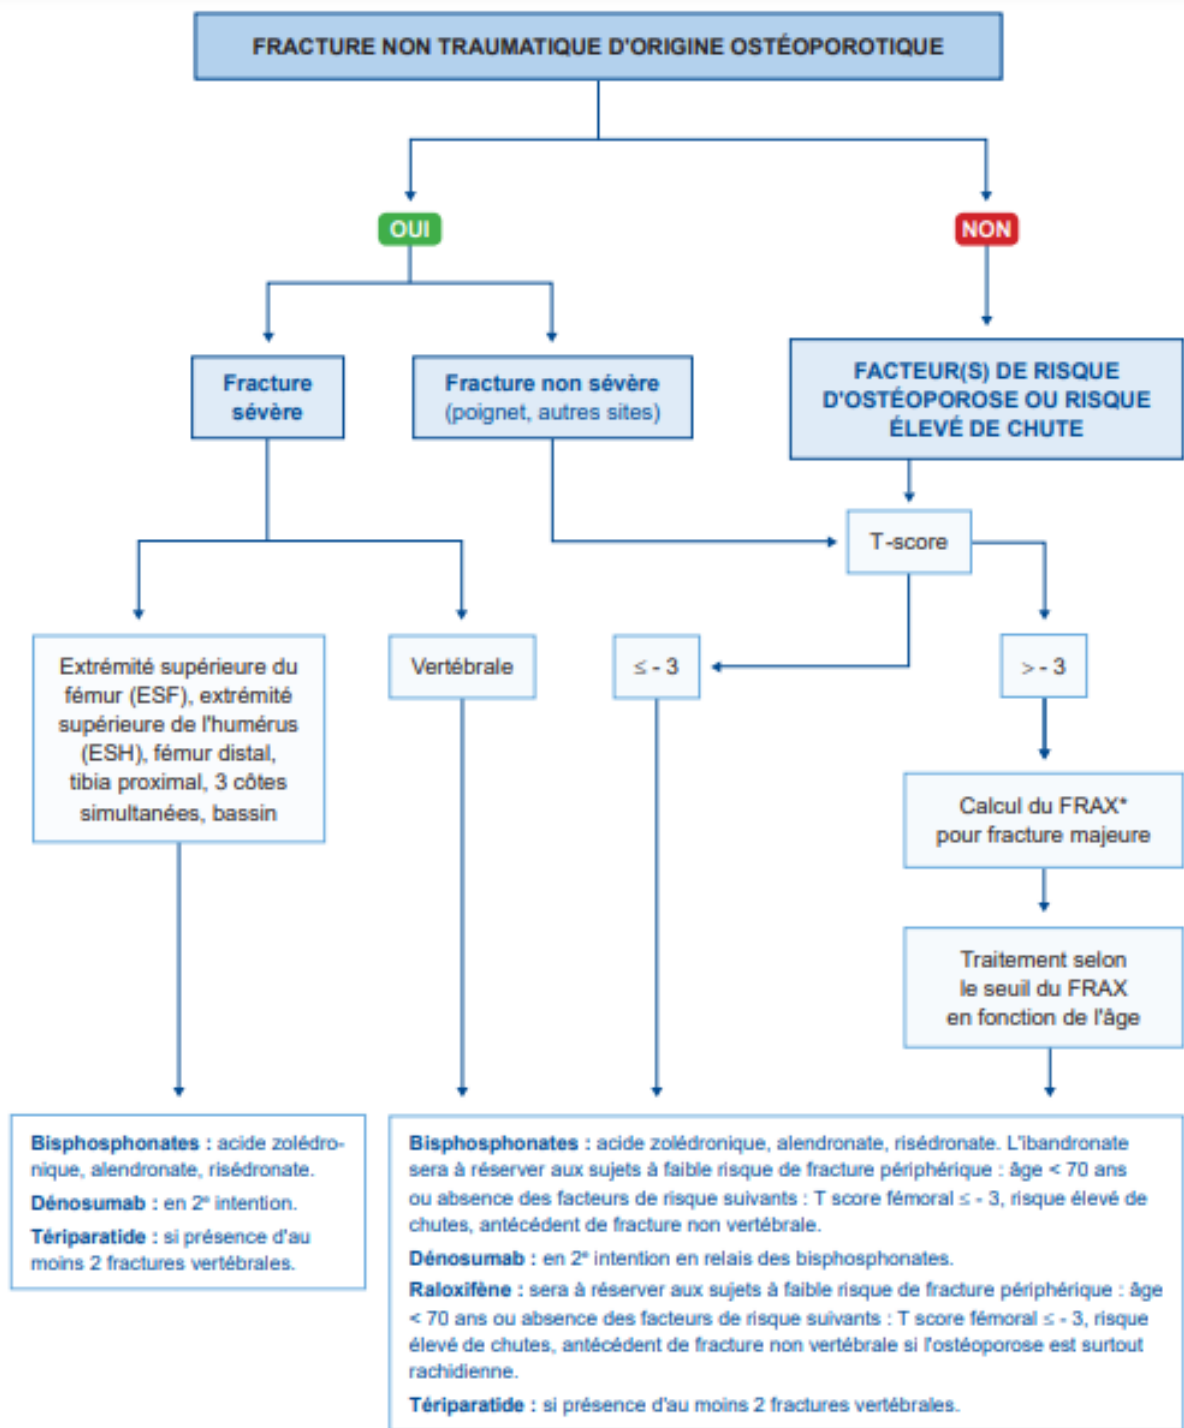 FRACTURE NON TRAUMATIQUE D'ORIGINE OSTÉOPOROTIQUE
OUI
NON
Fracture
sévère
Fracture non sévère
(poignet, autres sites)
FACTEUR(S) DE RISQUE
D'OSTÉOPOROSE OU RISQUE
ÉLEVÉ DE CHUTE
T-score
Extrémité supérieure du
fémur (ESF), extrémité
supérieure de l'humérus
(ESH), fémur distal,
tibia proximal, 3 côtes
simultanées, bassin
Vertébrale
≤ - 3
> - 3
Calcul du FRAX*
pour fracture majeure
Traitement selon
le seuil du FRAX
en fonction de l'âge
Bisphosphonates : acide zolédro-
nique, alendronate, risédronate.
Dénosumab : en 2e intention.
Tériparatide : si présence d'au
moins 2 fractures vertébrales.
Bisphosphonates : acide zolédronique, alendronate, risédronate. L'ibandronate
sera à réserver aux sujets à faible risque de fracture périphérique : âge < 70 ans
ou absence des facteurs de risque suivants : T score fémoral ≤ - 3, risque élevé de
chutes, antécédent de fracture non vertébrale.
Dénosumab : en 2e intention en relais des bisphosphonates.
Raloxifène : sera à réserver aux sujets à faible risque de fracture périphérique : âge
< 70 ans ou absence des facteurs de risque suivants : T score fémoral ≤ - 3, risque
élevé de chutes, antécédent de fracture non vertébrale si l'ostéoporose est surtout
rachidienne.
Tériparatide : si présence d'au moins 2 fractures vertébrales.